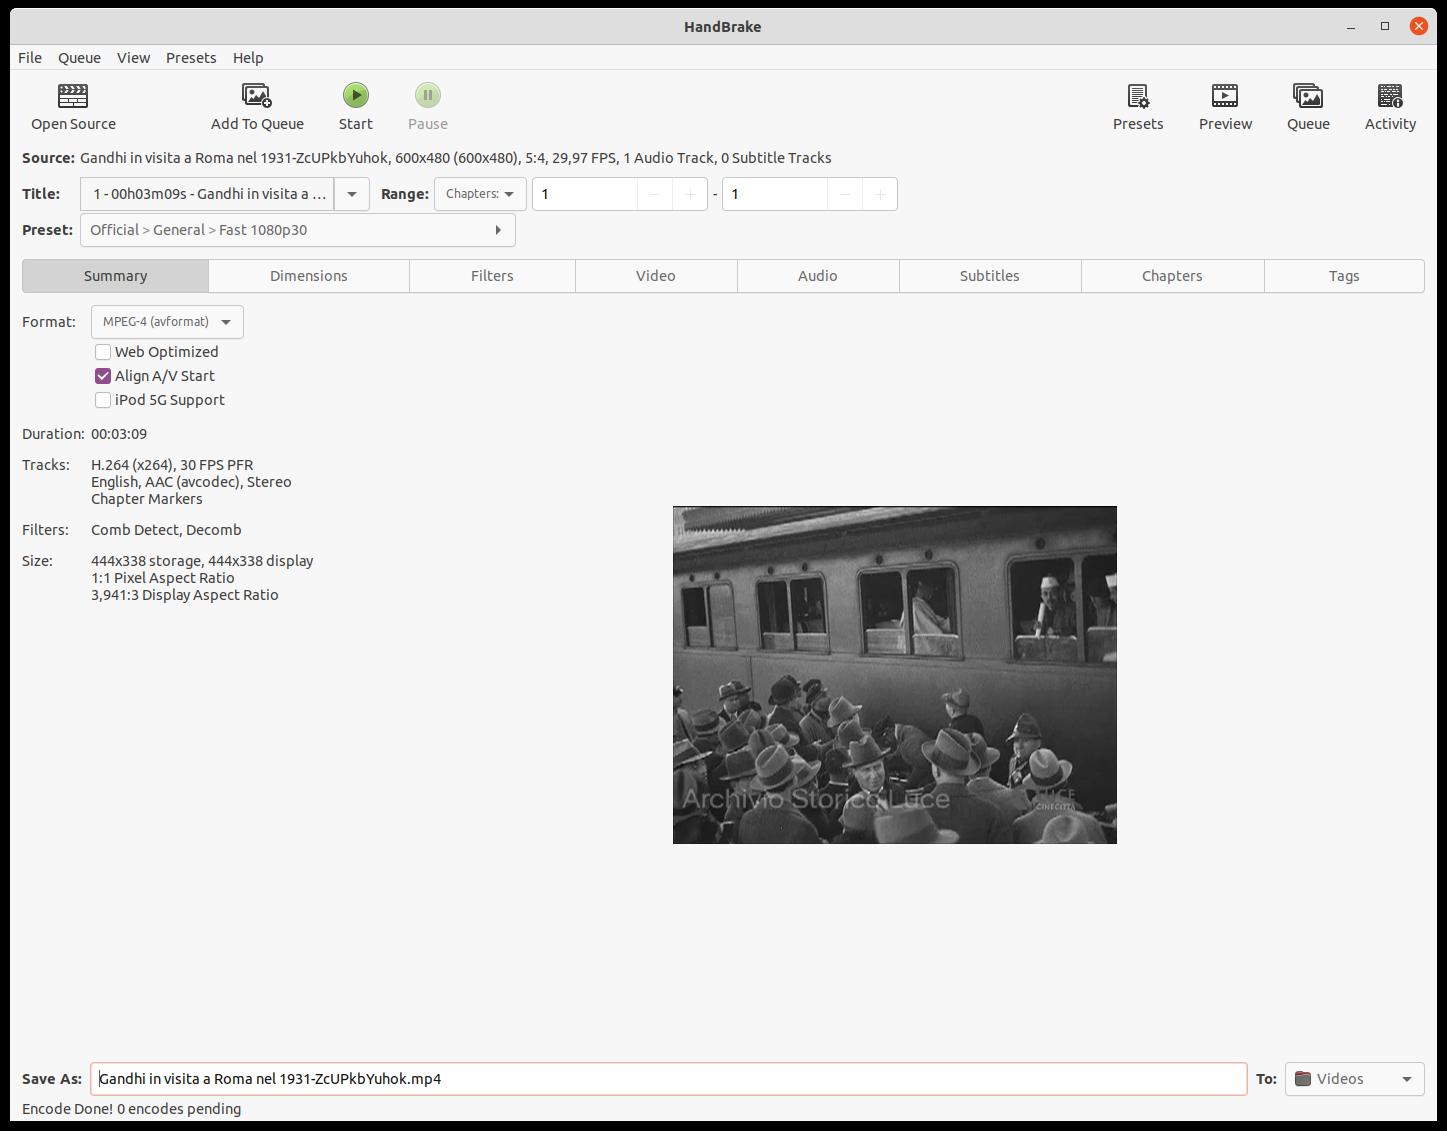 HandBrake
File Queue View Presets Help
Open Source Add To Queue Start Pause Presets Preview Queue Activity
Source: Gandhi in visita a Roma nel 1931-ZcUPkbYuhok, 600x480 (600x480), 5:4, 29,97 FPS, 1 Audio Track, 0 Subtitle Tracks
Title: 1 - 00h03m09s - Gandhi in visita a ... Range: Chapters: 1 - 1
Preset: Official > General > Fast 1080p30
Summary Dimensions Filters Video Audio Subtitles Chapters Tags
Format: MPEG-4 (avformat)
Web Optimized
Align A/V Start
iPod 5G Support
Duration: 00:03:09
Tracks: H.264 (x264), 30 FPS PFR
English, AAC (avcodec), Stereo
Chapter Markers
Filters: Comb Detect, Decomb
Size: 444x338 storage, 444x338 display
1:1 Pixel Aspect Ratio
3,941:3 Display Aspect Ratio
Archivio Storico Luce
LUCE
CINECITTÀ
Save As: Gandhi in visita a Roma nel 1931-ZcUPkbYuhok.mp4 To: Videos
Encode Done! 0 encodes pending